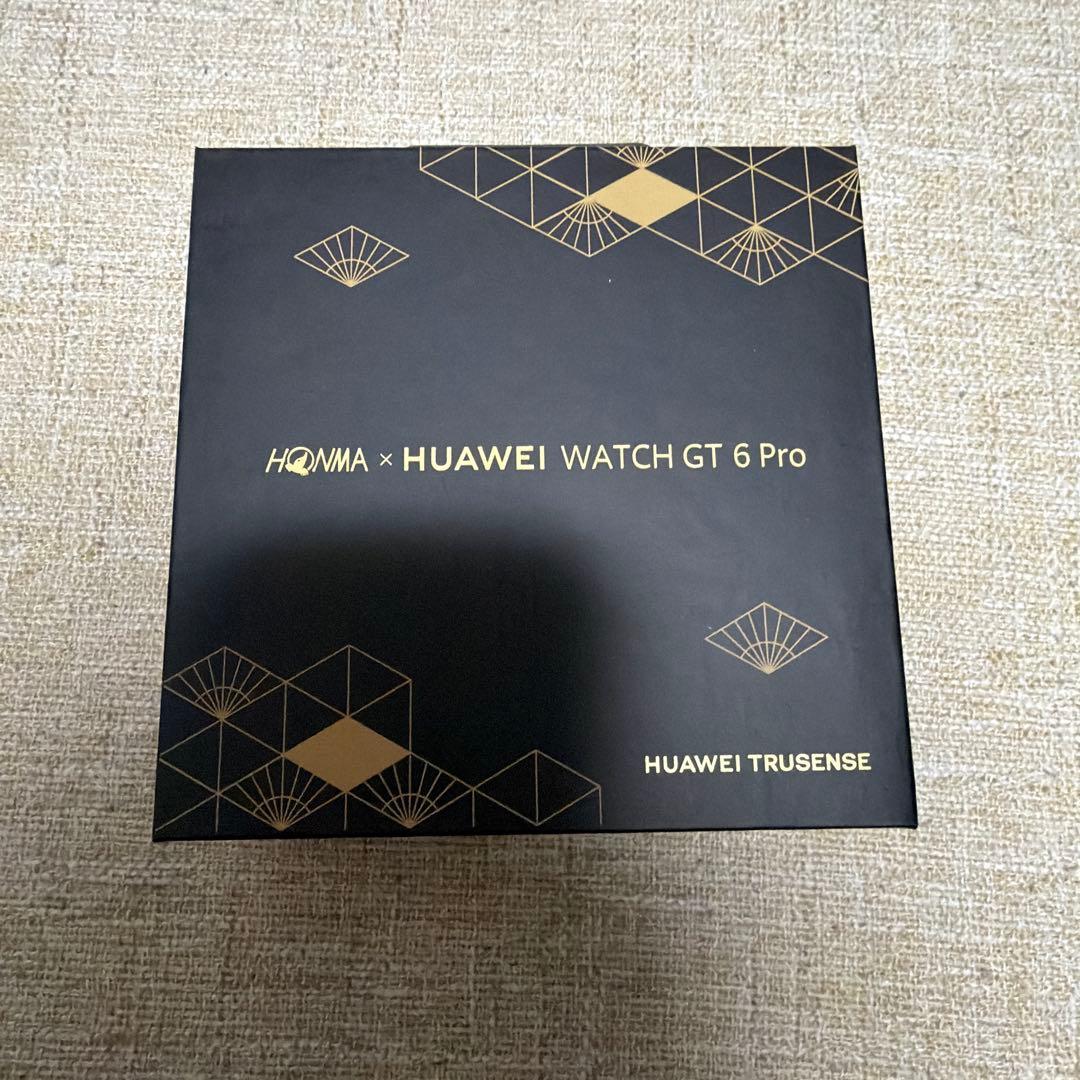 HONMA × HUAWEI WATCH GT 6 Pro
HUAWEI TRUSENSE